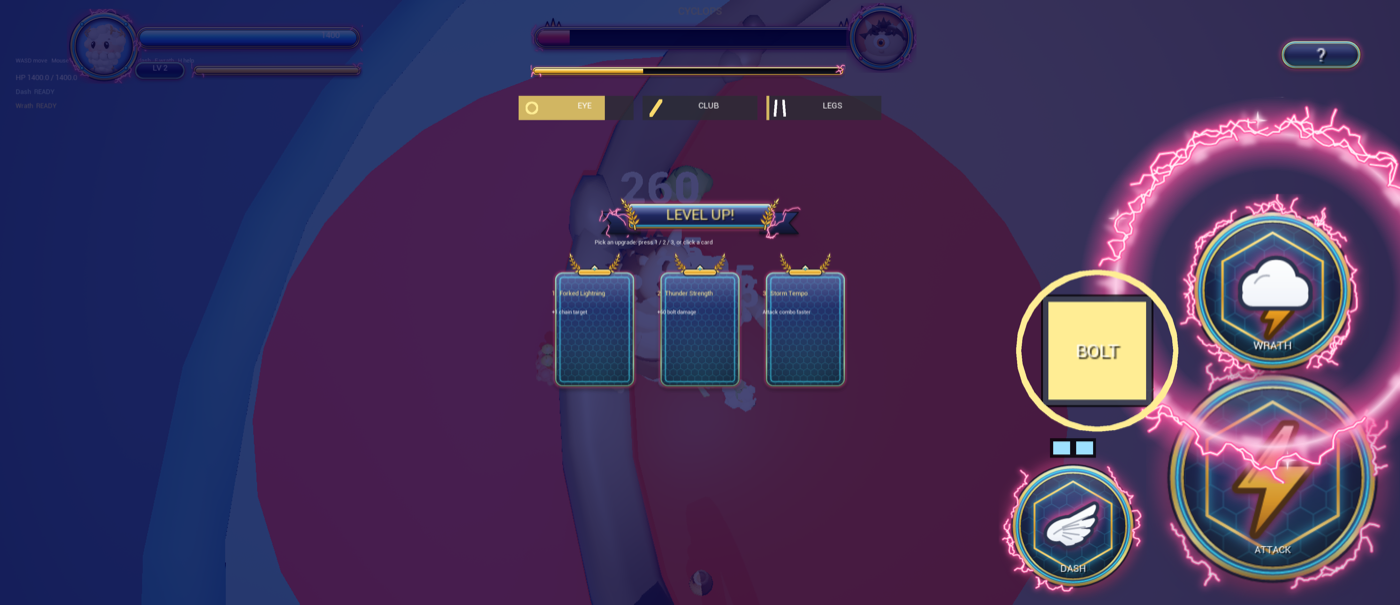 CYCLOPS
1400
LV 2
HP 1400.0 / 1400.0
Dash READY
Wrath READY
?
EYE
CLUB
LEGS
260
LEVEL UP!
Pick an upgrade: press 1 / 2 / 3, or click a card
1 Forked Lightning
chain target
2 Thunder Strength
bolt damage
3 Storm Tempo
Attack combo faster
BOLT
WRATH
ATTACK
DASH